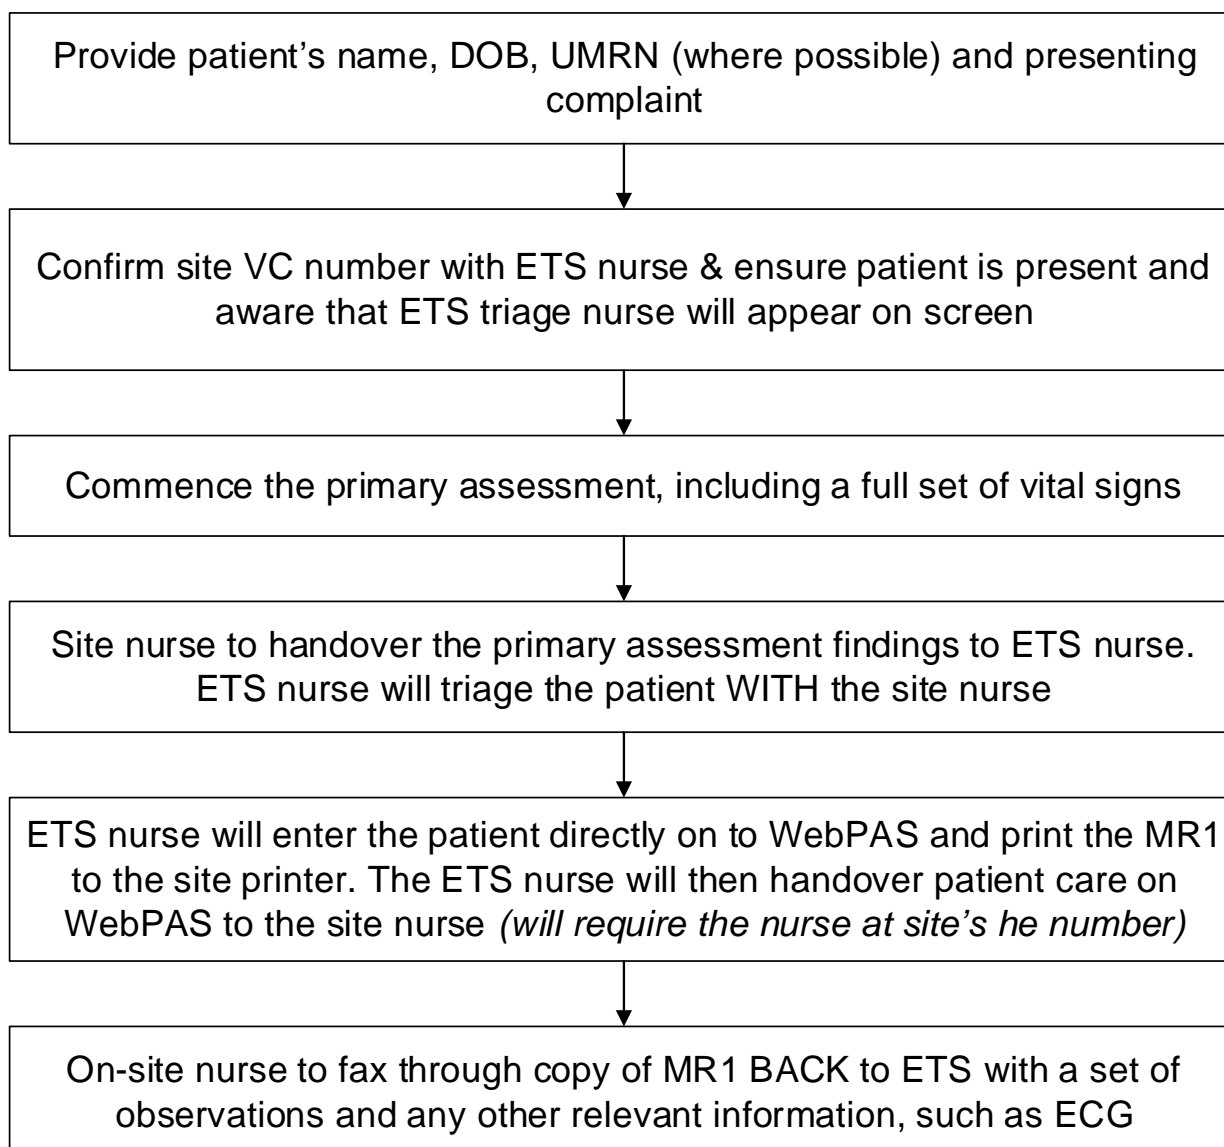 Provide patient’s name, DOB, UMRN (where possible) and presenting
complaint
Confirm site VC number with ETS nurse & ensure patient is present and
aware that ETS triage nurse will appear on screen
Commence the primary assessment, including a full set of vital signs
Site nurse to handover the primary assessment findings to ETS nurse.
ETS nurse will triage the patient WITH the site nurse
ETS nurse will enter the patient directly on to WebPAS and print the MR1
to the site printer. The ETS nurse will then handover patient care on
WebPAS to the site nurse (will require the nurse at site’s he number)
On-site nurse to fax through copy of MR1 BACK to ETS with a set of
observations and any other relevant information, such as ECG